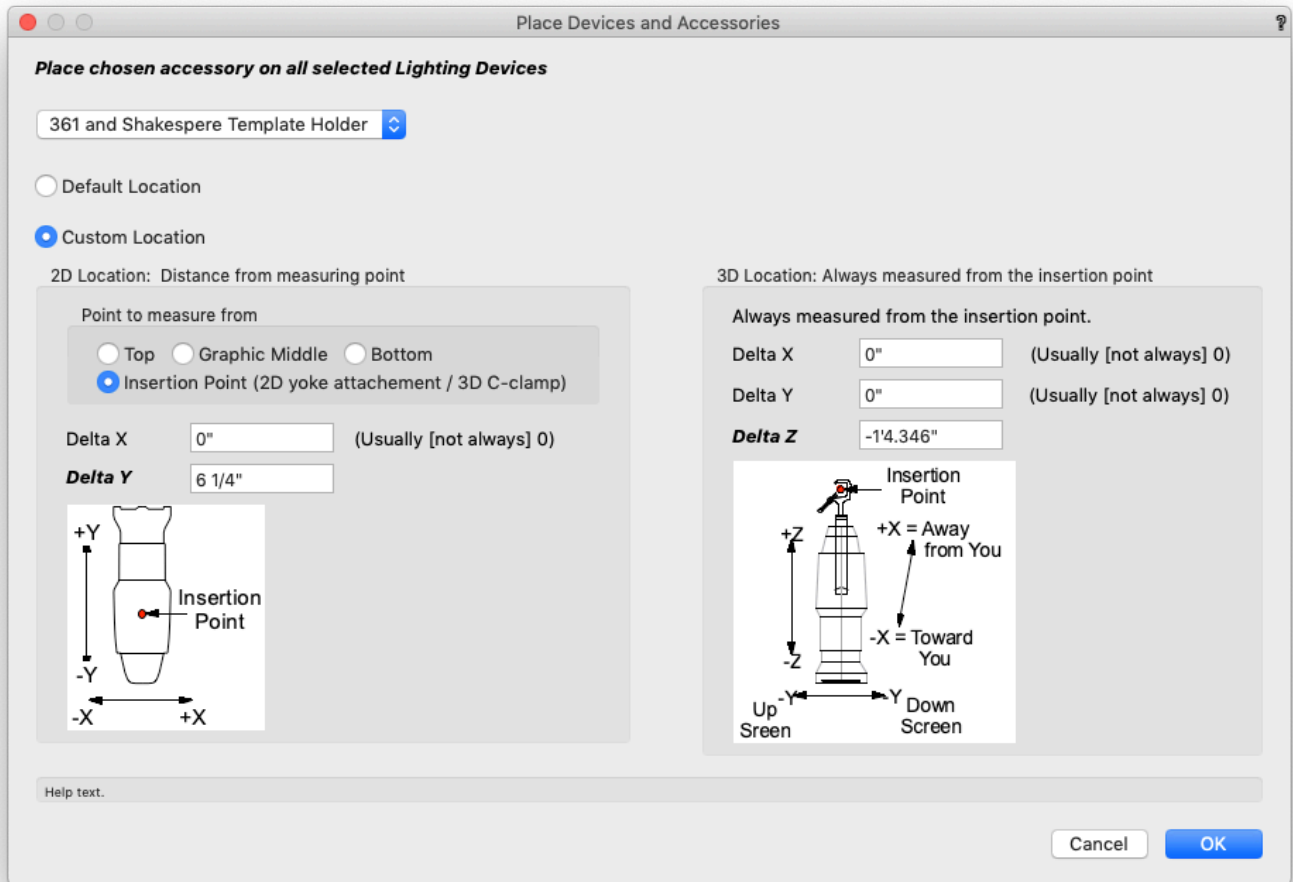 Place Devices and Accessories
?
Place chosen accessory on all selected Lighting Devices
361 and Shakespere Template Holder
Default Location
Custom Location
2D Location:  Distance from measuring point
Point to measure from
Top Graphic Middle Bottom
Insertion Point (2D yoke attachement / 3D C-clamp)
Delta X 0" (Usually [not always] 0)
Delta Y 6 1/4"
+Y
Insertion
Point
-Y
-X +X
3D Location: Always measured from the insertion point
Always measured from the insertion point.
Delta X 0" (Usually [not always] 0)
Delta Y 0" (Usually [not always] 0)
Delta Z -1'4.346"
Insertion
Point
+Z
+X = Away
from You
-X = Toward
You
-Z
-Y -Y
Up
Sreen
Down
Screen
Help text.
Cancel OK